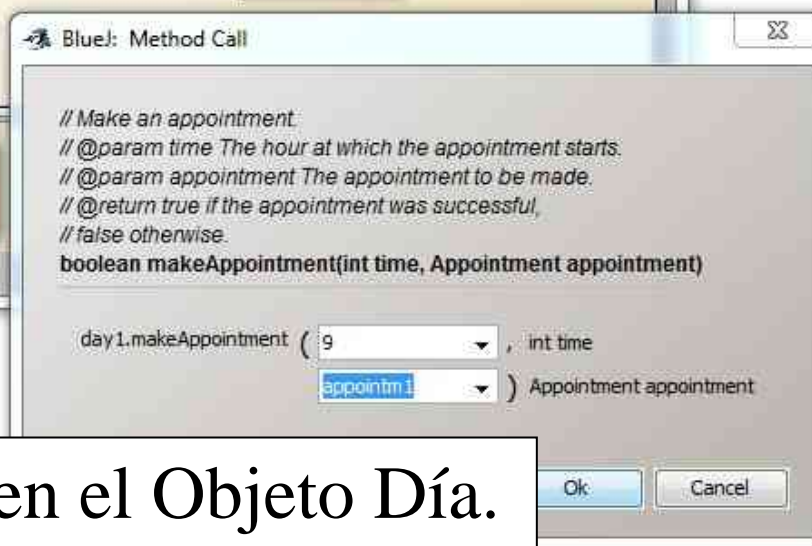 BlueJ: Method Call
// Make an appointment.
// @param time The hour at which the appointment starts.
// @param appointment The appointment to be made.
// @return true if the appointment was successful,
// false otherwise.
boolean makeAppointment(int time, Appointment appointment)
day1.makeAppointment ( 9 , int time
appointm1 ) Appointment appointment
en el Objeto Día.
Ok Cancel